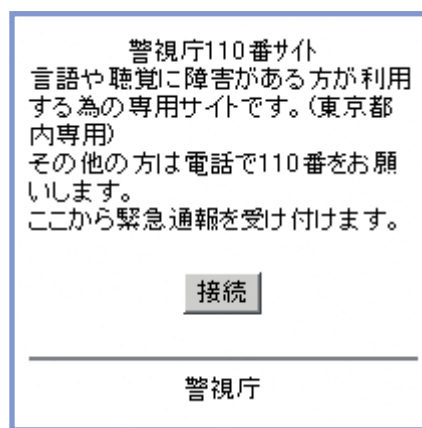 警視庁110番サイト
言語や聴覚に障害がある方が利用
する為の専用サイトです。(東京都
内専用)
その他の方は電話で110番をお願
いします。
ここから緊急通報を受け付けます。
接続
警視庁